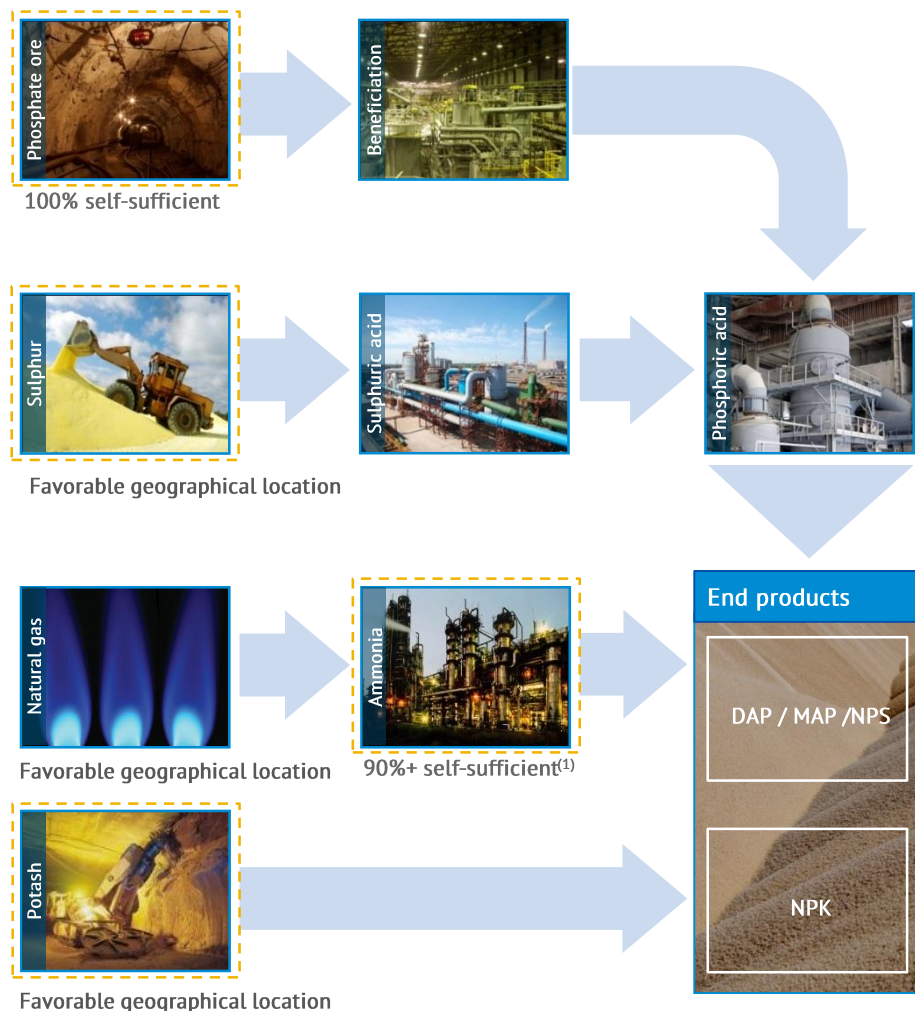 Phosphate ore
Beneficiation
100% self-sufficient
Sulphur
Sulphuric acid
Phosphoric acid
Favorable geographical location
Natural gas
Ammonia
End products
DAP / MAP /NPS
Favorable geographical location
90%+ self-sufficient(1)
Potash
NPK
Favorable geographical location